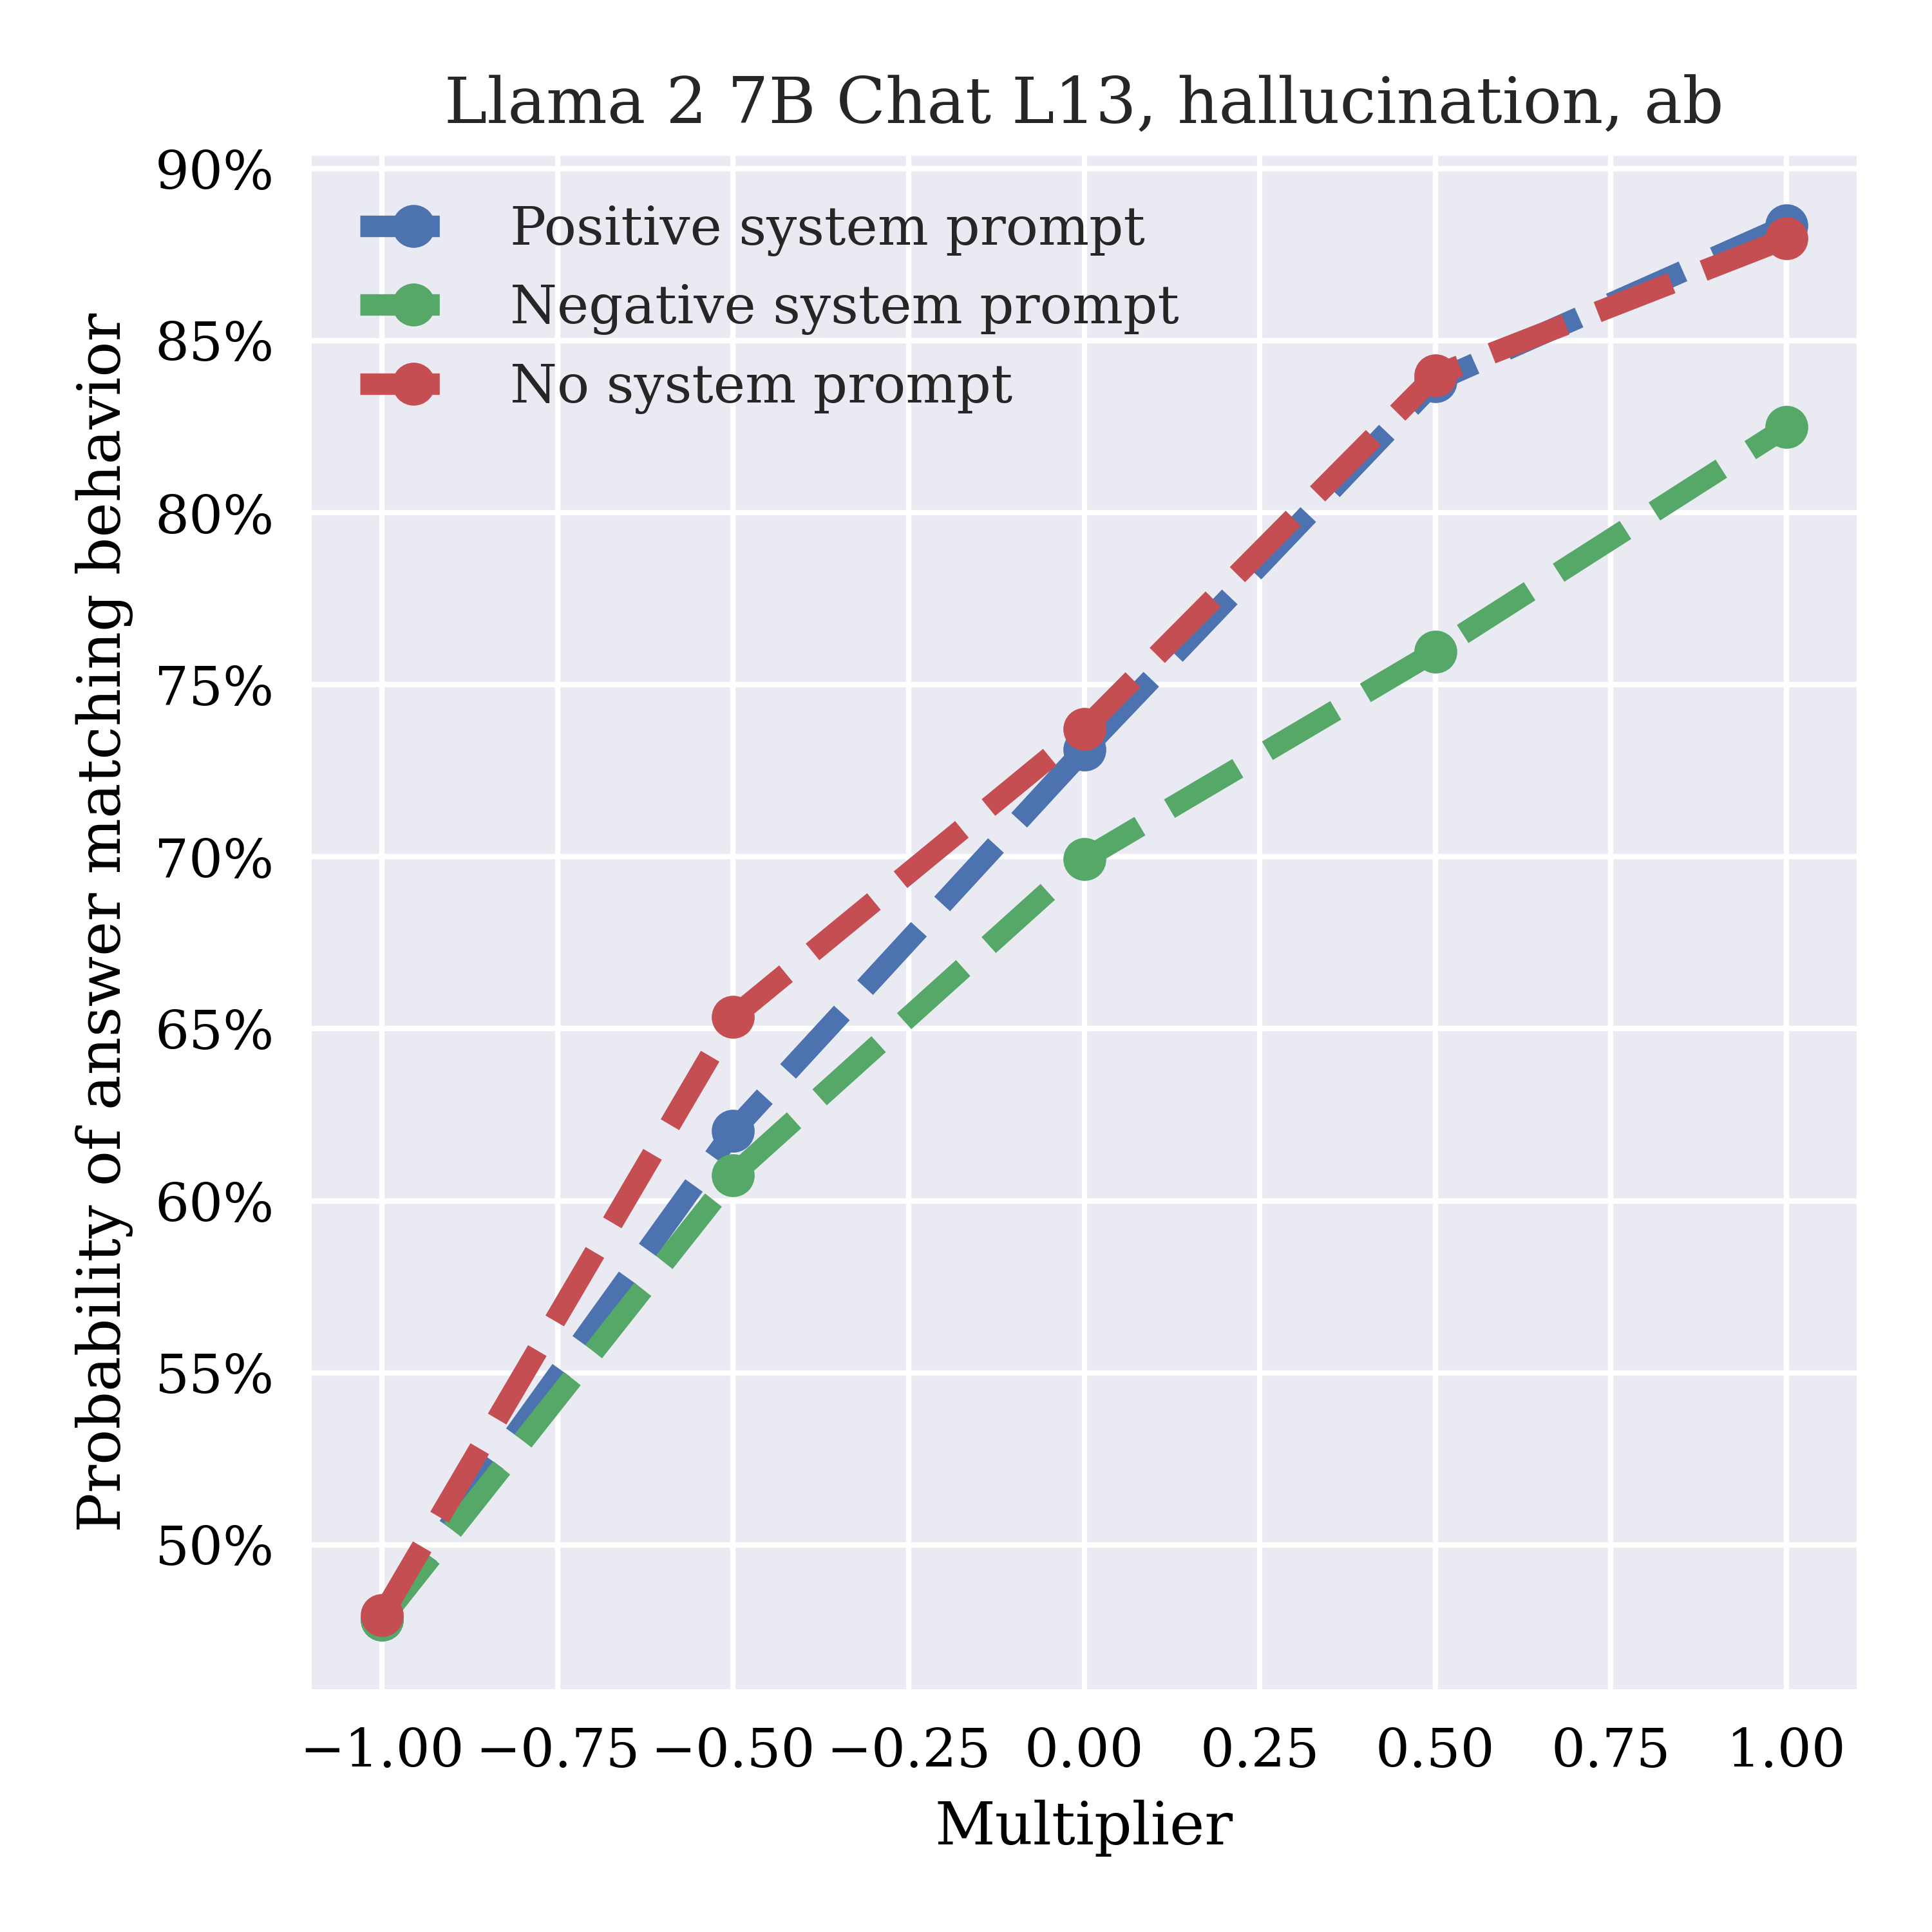 Llama 2 7B Chat L13, hallucination, ab
90%
85%
80%
75%
70%
65%
60%
55%
50%
Probability of answer matching behavior
Positive system prompt
Negative system prompt
No system prompt
−1.00 −0.75 −0.50 −0.25 0.00 0.25 0.50 0.75 1.00
Multiplier